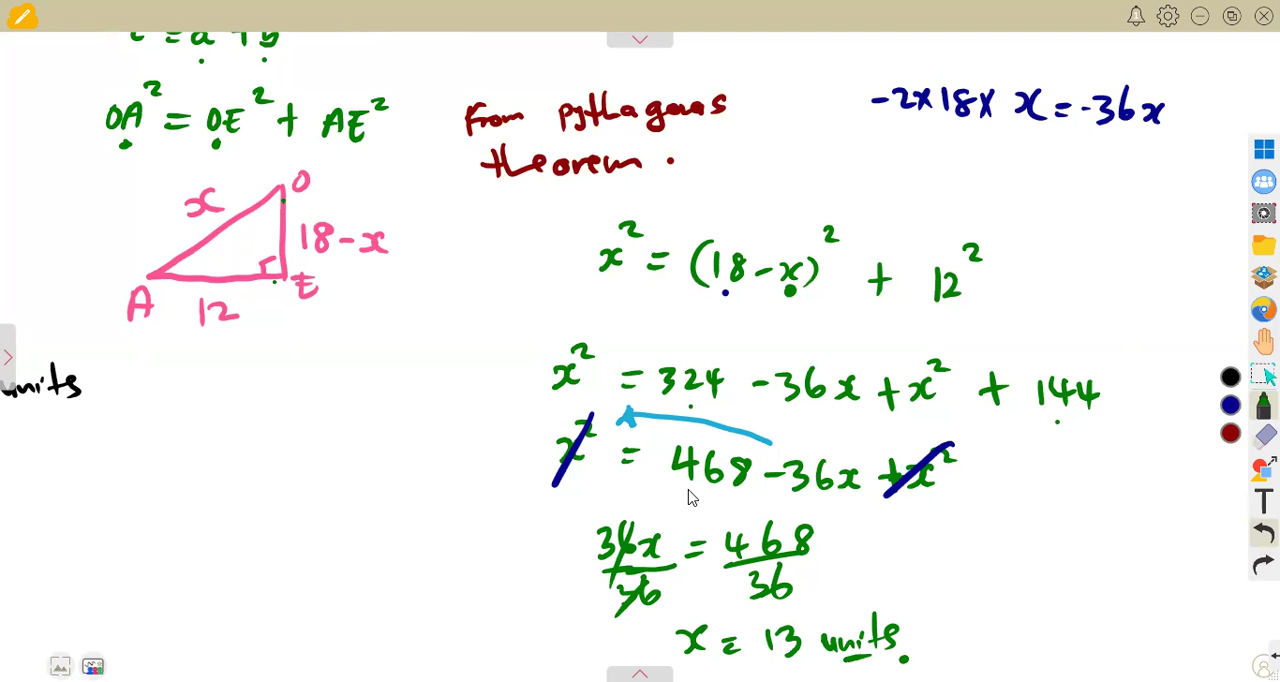 c = a + b
OA² = OE² + AE²
From pythagoras
theorem.
-2×18× x = -36x
x
O
18-x
A
12
E
x² = (18-x)² + 12²
units
x² = 324 -36x +x² + 144
x² = 468 -36x +x²
36x/36 = 468/36
x = 13 units.
T